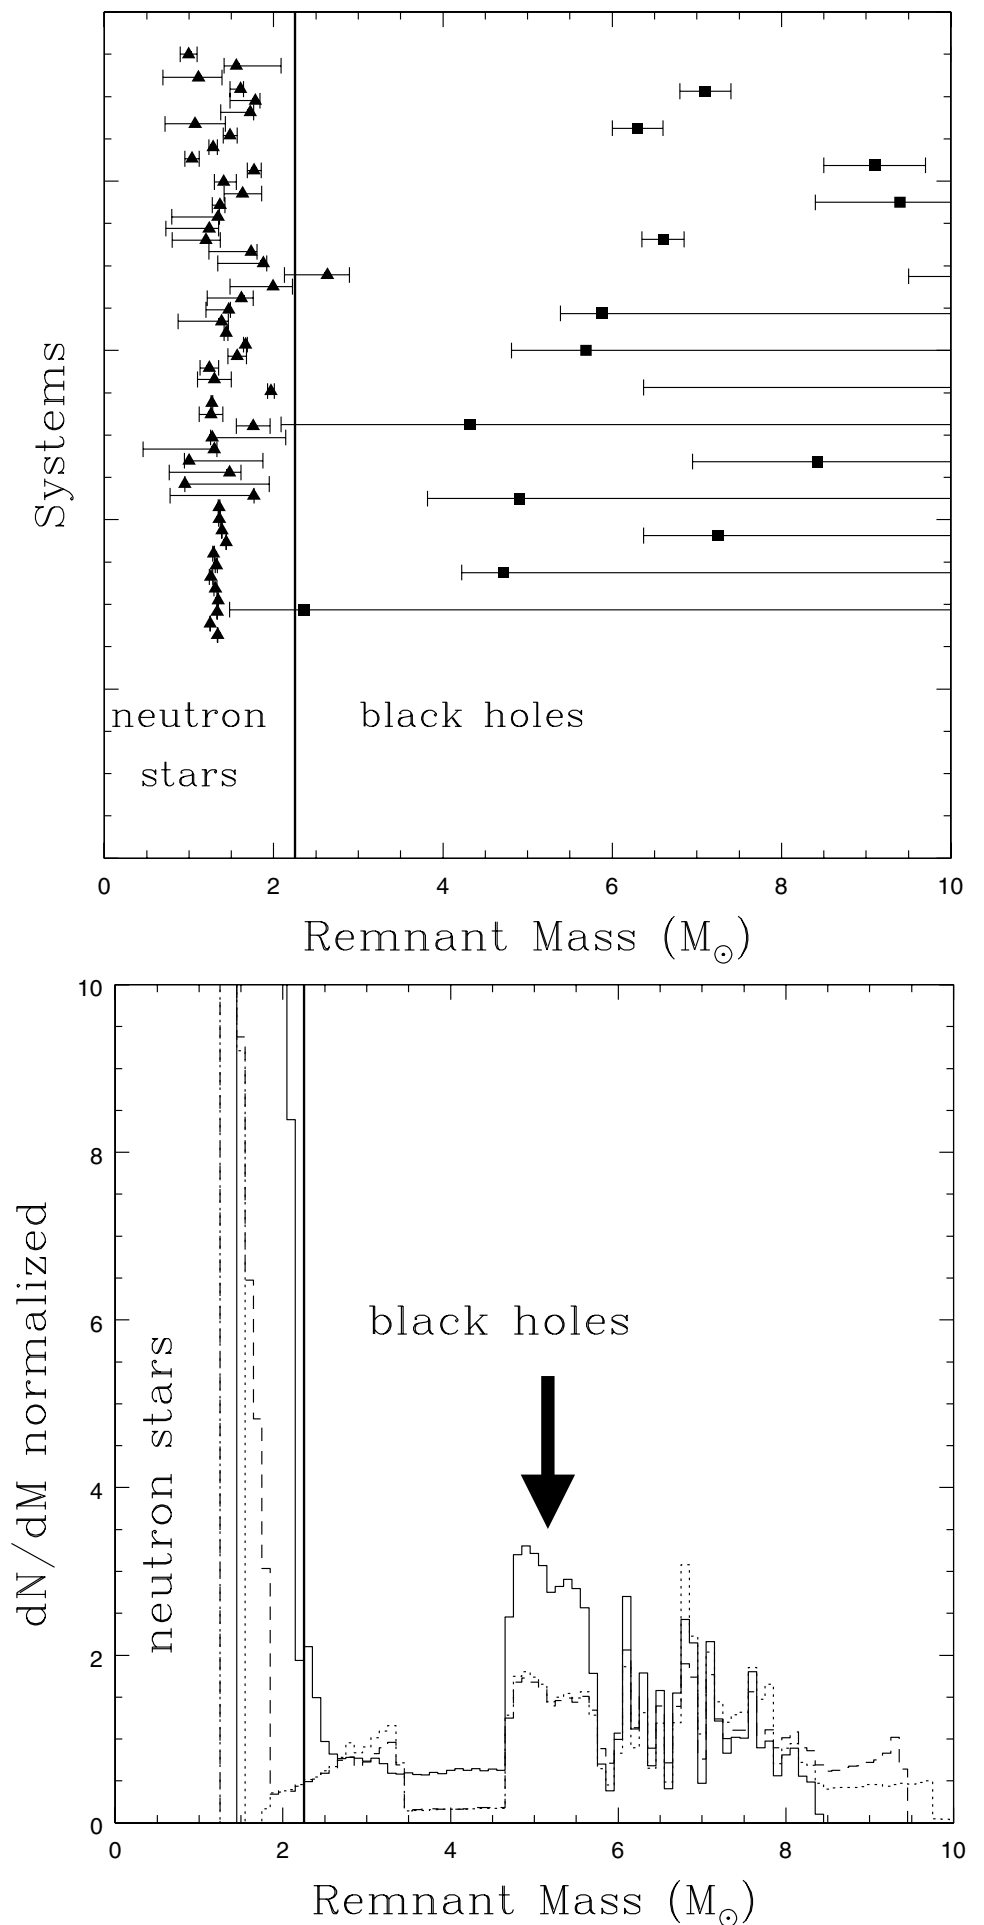 Systems
neutron
stars
black holes
0 2 4 6 8 10
Remnant Mass (M⊙)
10
8
6
4
2
0
dN/dM normalized
neutron stars
black holes
0 2 4 6 8 10
Remnant Mass (M⊙)